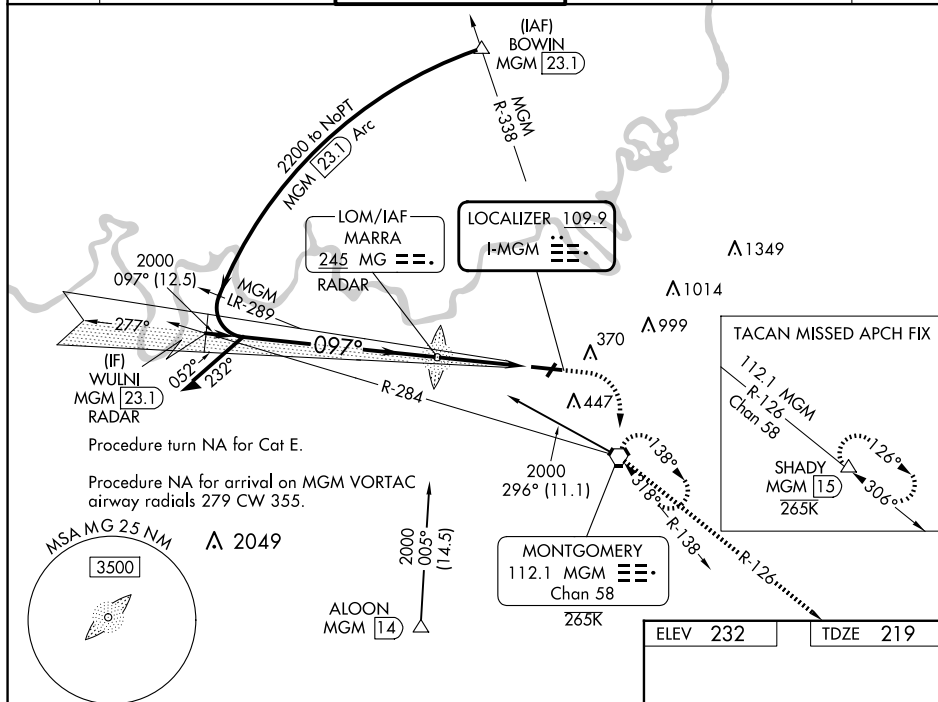 (IAF)
BOWIN
MGM 23.1
MGM
R-338
2200 to NoPT
MGM 23.1 Arc
LOM/IAF
MARRA
245 MG
RADAR
LOCALIZER 109.9
I-MGM
1349
1014
999
370
447
2000
097° (12.5)
MGM
LR-289
277°
097°
(IF)
WULNI
MGM 23.1
RADAR
052°
232°
R-284
TACAN MISSED APCH FIX
112.1 MGM
R-126
Chan 58
SHADY
MGM 15
265K
126°
306°
Procedure turn NA for Cat E.
Procedure NA for arrival on MGM VORTAC
airway radials 279 CW 355.
2000
296° (11.1)
138°
318°
R-138
R-126
MSA MG 25 NM
3500
2049
2000
005°
(14.5)
ALOON
MGM 14
MONTGOMERY
112.1 MGM
Chan 58
265K
ELEV 232
TDZE 219